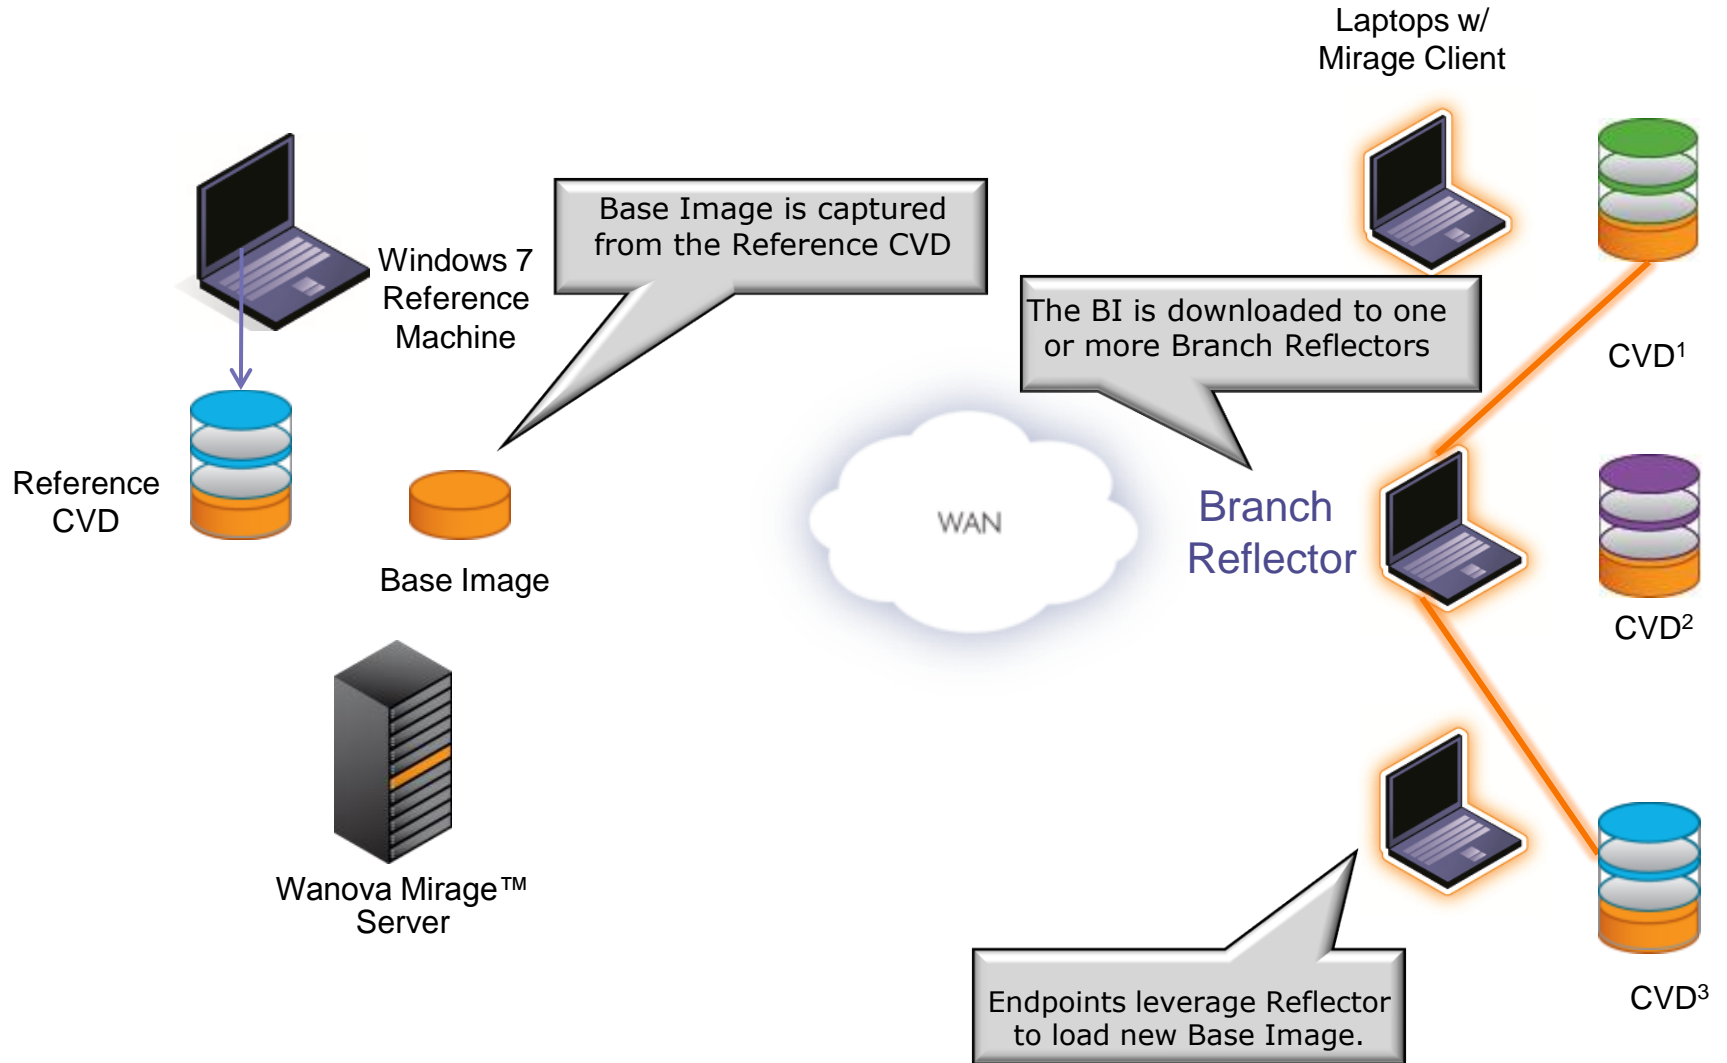 Laptops w/
Mirage Client
Base Image is captured
from the Reference CVD
Windows 7
Reference
Machine
The BI is downloaded to one
or more Branch Reflectors
CVD¹
Reference
CVD
Base Image
WAN
Branch
Reflector
CVD²
Wanova Mirage™
Server
Endpoints leverage Reflector
to load new Base Image.
CVD³